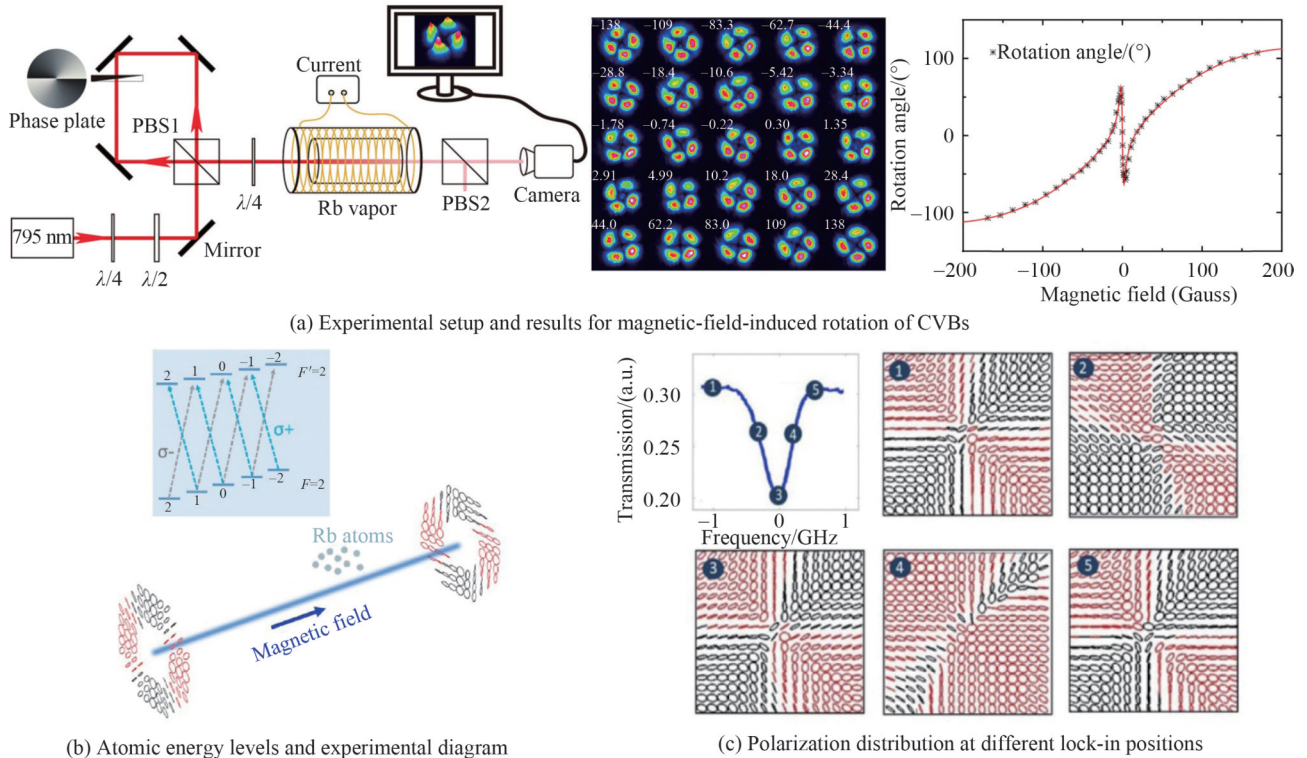 Phase plate
PBS1
795 nm
λ/4
λ/2
Mirror
λ/4
Current
Rb vapor
PBS2
Camera
−138 −109 −83.3 −62.7 −44.4
−28.8 −18.4 −10.6 −5.42 −3.34
−1.78 −0.74 −0.22 0.30 1.35
2.91 4.99 10.2 18.0 28.4
44.0 62.2 83.0 109 138
Rotation angle/(°)
100
0
−100
Rotation angle/(°)
−200 −100 0 100 200
Magnetic field (Gauss)
(a) Experimental setup and results for magnetic-field-induced rotation of CVBs
2 1 0 −1 −2 F′=2
σ− σ+
2 1 0 −1 −2 F=2
Rb atoms
Magnetic field
(b) Atomic energy levels and experimental diagram
Transmission/(a.u.)
0.30
0.25
0.20
1 2 3 4 5
−1 0 1
Frequency/GHz
1
2
3
4
5
(c) Polarization distribution at different lock-in positions